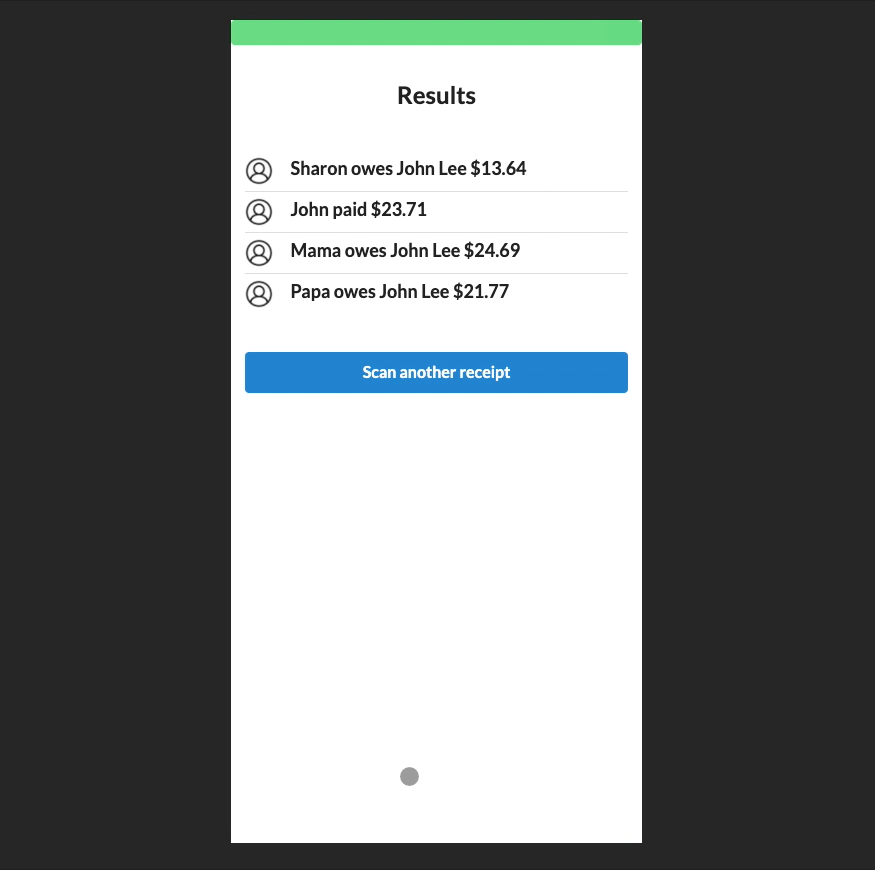 Results
Sharon owes John Lee $13.64
John paid $23.71
Mama owes John Lee $24.69
Papa owes John Lee $21.77
Scan another receipt